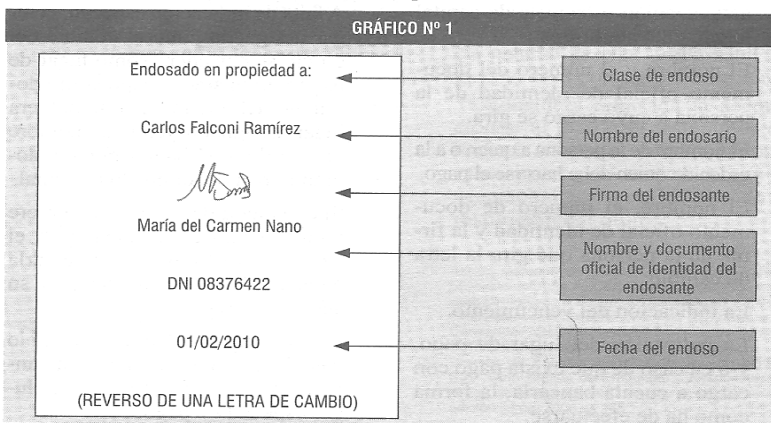 GRÁFICO Nº 1
Endosado en propiedad a:
Clase de endoso
Carlos Falconi Ramírez
Nombre del endosario
Firma del endosante
María del Carmen Nano
Nombre y documento
oficial de identidad del
endosante
DNI 08376422
01/02/2010
Fecha del endoso
(REVERSO DE UNA LETRA DE CAMBIO)